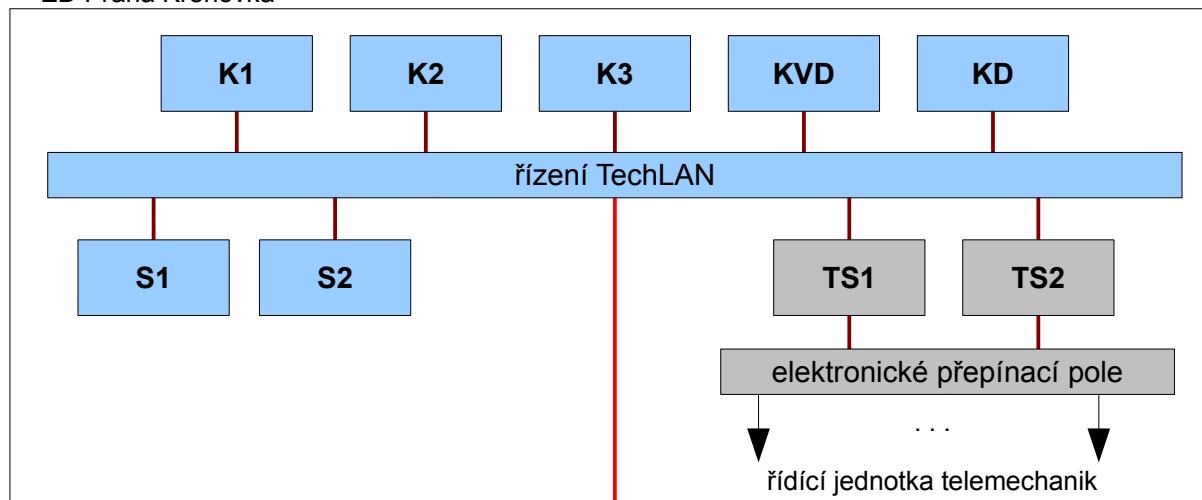 K1 K2 K3 KVD KD
řízení TechLAN
S1 S2 TS1 TS2
elektronické přepínací pole
. . .
řídící jednotka telemechanik